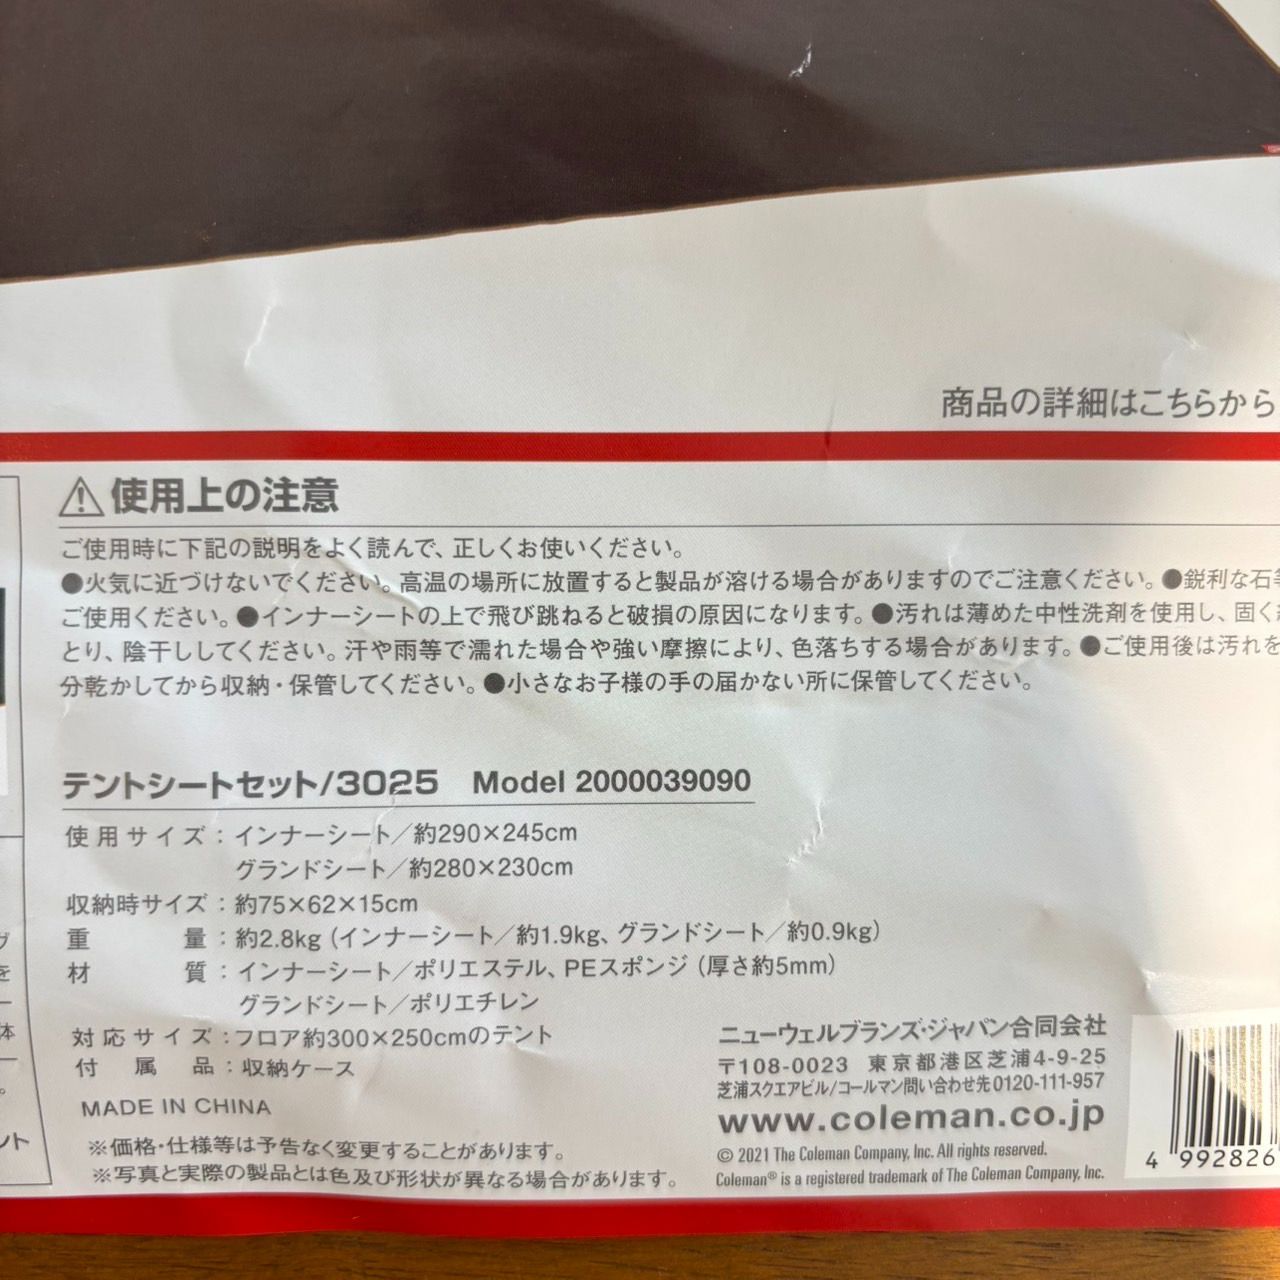 商品の詳細はこちらから
使用上の注意
ご使用時に下記の説明をよく読んで、正しくお使いください。
●火気に近づけないでください。高温の場所に放置すると製品が溶ける場合がありますのでご注意ください。●鋭利な石
ご使用ください。●インナーシートの上で飛び跳ねると破損の原因になります。●汚れは薄めた中性洗剤を使用し、固く
とり、陰干ししてください。汗や雨等で濡れた場合や強い摩擦により、色落ちする場合があります。●ご使用後は汚れを
分乾かしてから収納・保管してください。●小さなお子様の手の届かない所に保管してください。
テントシートセット/3025 Model 2000039090
使用サイズ：インナーシート／約290×245cm
グランドシート／約280×230cm
収納時サイズ：約75×62×15cm
重量：約2.8kg（インナーシート／約1.9kg、グランドシート／約0.9kg）
材質：インナーシート／ポリエステル、PEスポンジ（厚さ約5mm）
グランドシート／ポリエチレン
対応サイズ：フロア約300×250cmのテント
付属品：収納ケース
MADE IN CHINA
※価格・仕様等は予告なく変更することがあります。
※写真と実際の製品とは色及び形状が異なる場合があります。
ニューウェルブランズ・ジャパン合同会社
〒108-0023 東京都港区芝浦4-9-25
芝浦スクエアビル/コールマン問い合わせ先0120-111-957
www.coleman.co.jp
© 2021 The Coleman Company, Inc. All rights reserved.
Coleman® is a registered trademark of The Coleman Company, Inc.
4 992826